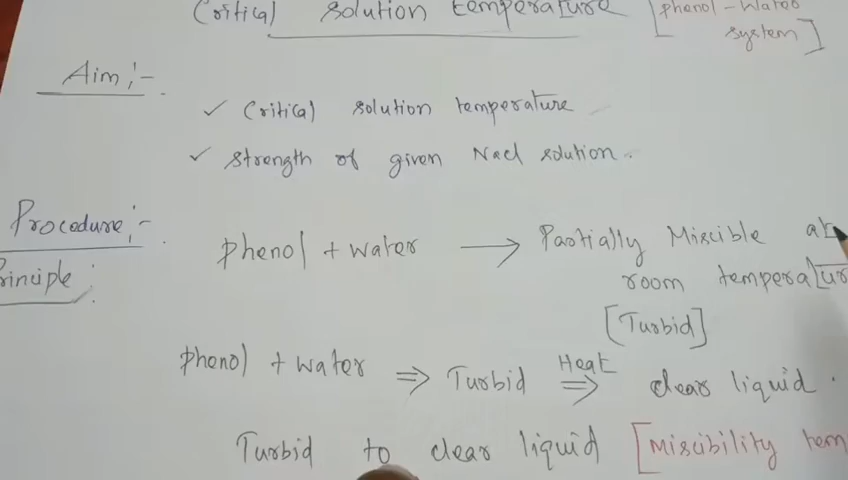 Critical solution temperature [phenol-Water
system]
Aim:-
✓ Critical solution temperature
✓ strength of given Nacl solution.
Procedure:-
Principle:
phenol + water → Partially Miscible at
room temperatur
[Turbid]
phenol + water ⇒ Turbid Heat ⇒ clear liquid.
Turbid to clear liquid [Miscibility tem